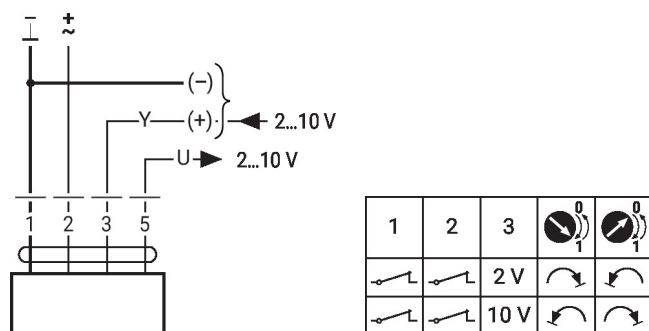 – +
⊥ ~
(–)
Y (+) 2...10 V
U 2...10 V
1 2 3 5
1 2 3 0 1 0 1
2 V
10 V